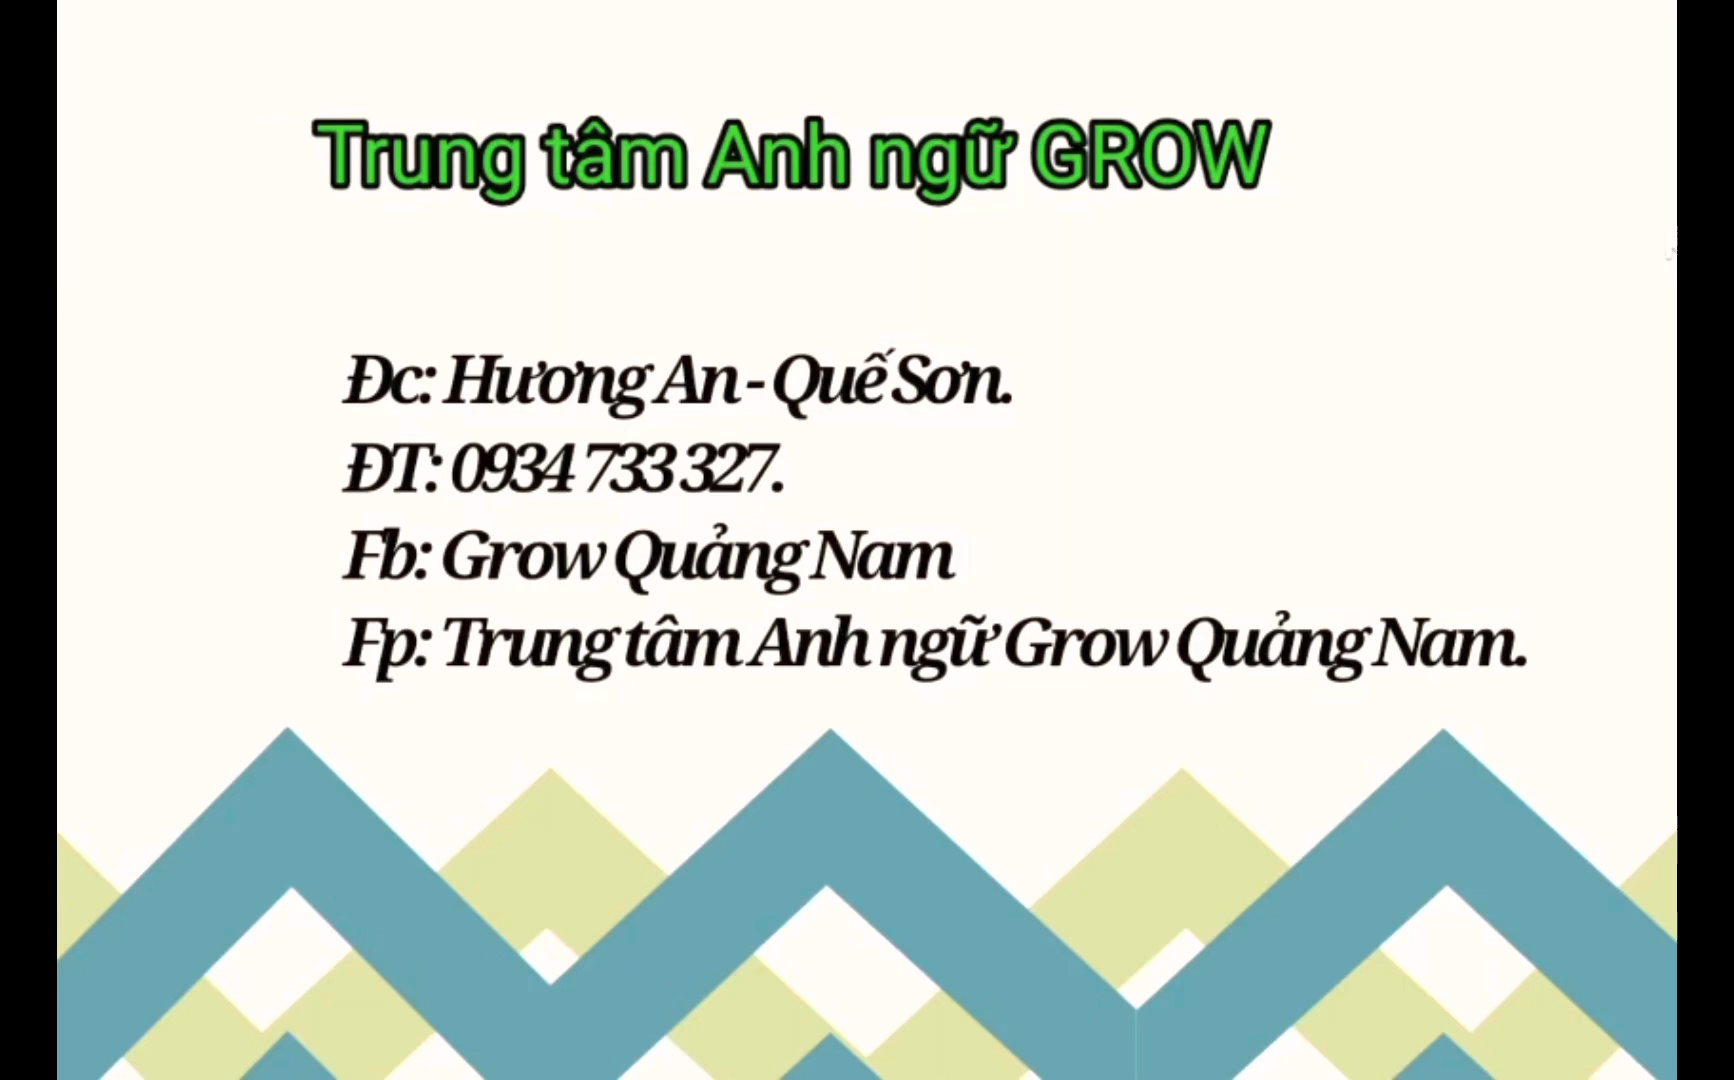 Trung tâm Anh ngữ GROW
Đc: Hương An - Quế Sơn.
ĐT: 0934 733 327.
Fb: Grow Quảng Nam
Fp: Trung tâm Anh ngữ Grow Quảng Nam.